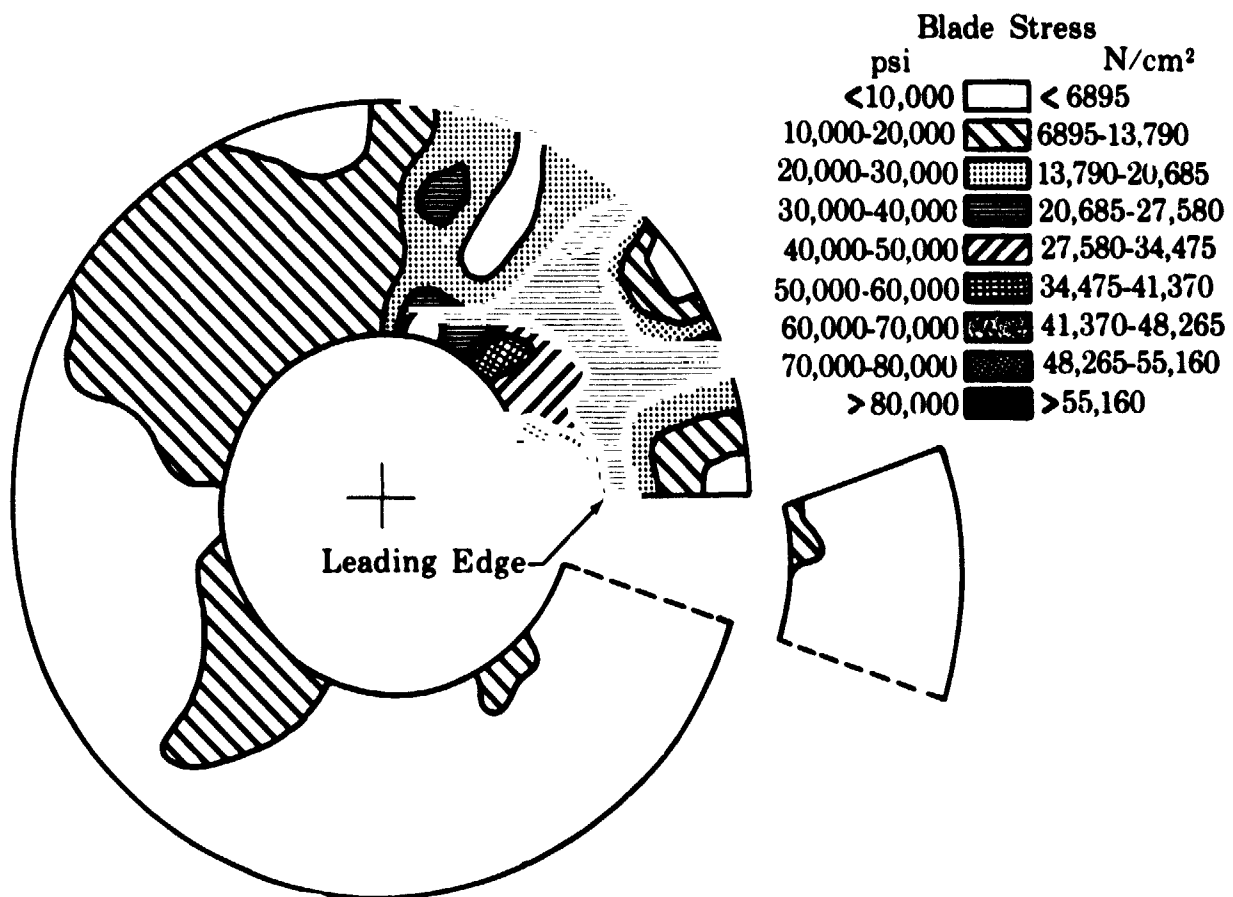 Blade Stress
psi N/cm²
<10,000 < 6895
10,000-20,000 6895-13,790
20,000-30,000 13,790-20,685
30,000-40,000 20,685-27,580
40,000-50,000 27,580-34,475
50,000-60,000 34,475-41,370
60,000-70,000 41,370-48,265
70,000-80,000 48,265-55,160
>80,000 >55,160
Leading Edge